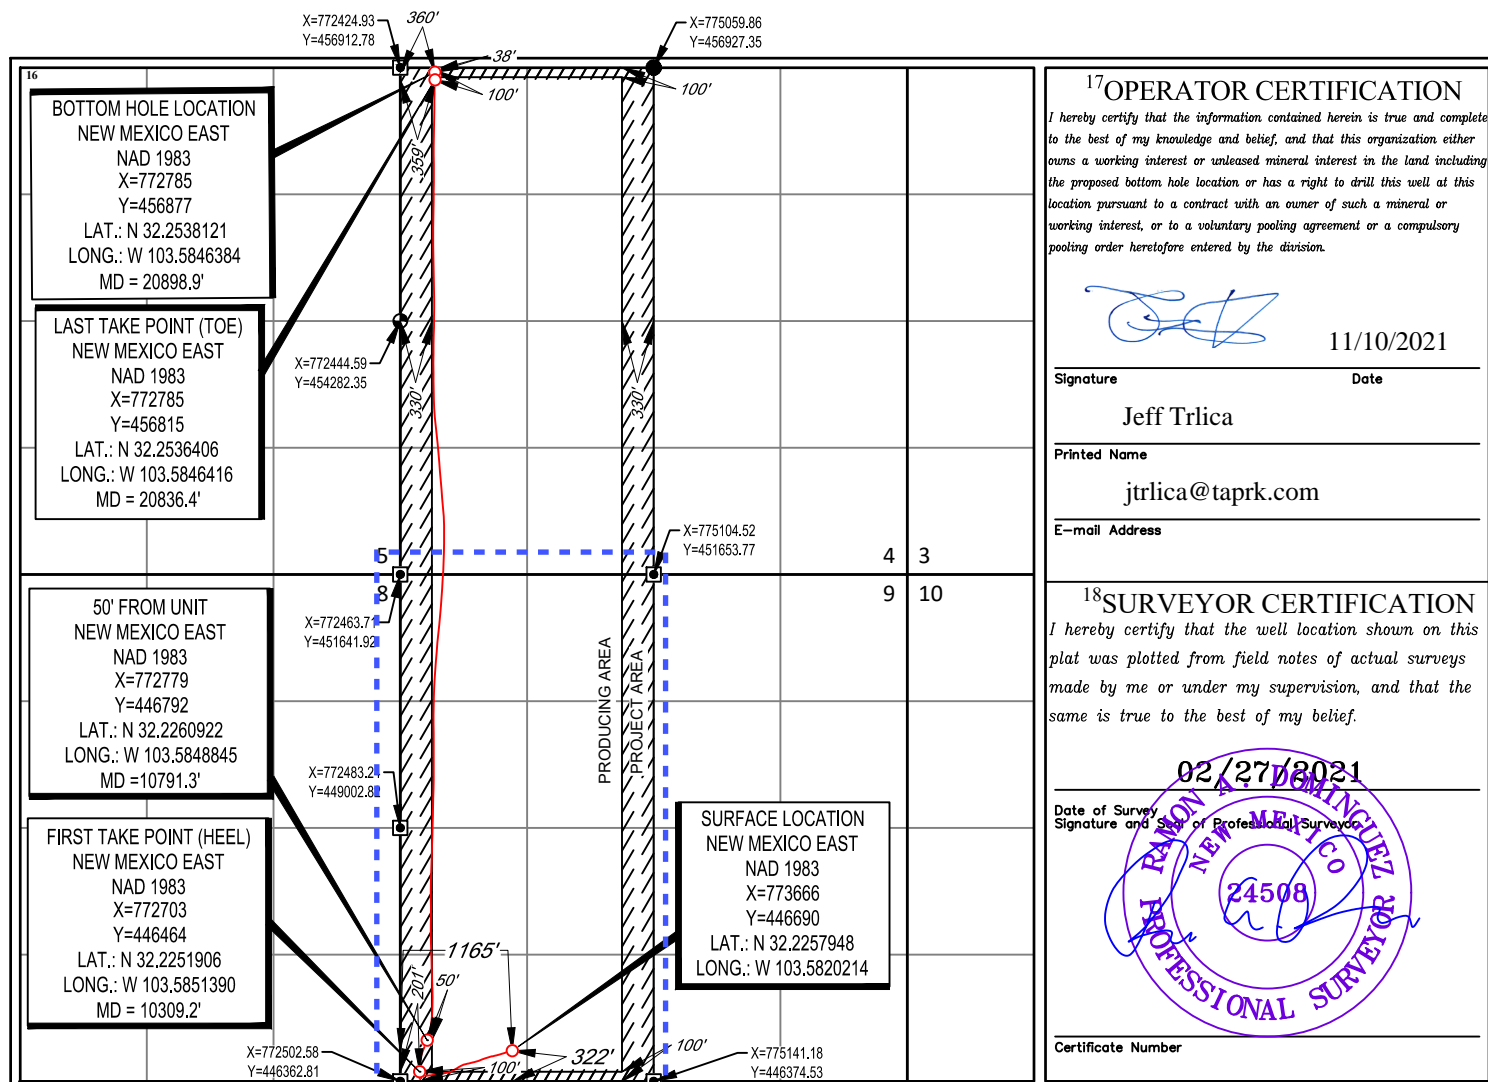 X=772424.93
Y=456912.78
360'
X=775059.86
Y=456927.35
38'
16
100'
100'
BOTTOM HOLE LOCATION
NEW MEXICO EAST
NAD 1983
X=772785
Y=456877
LAT.: N 32.2538121
LONG.: W 103.5846384
MD = 20898.9'
359'
LAST TAKE POINT (TOE)
NEW MEXICO EAST
NAD 1983
X=772785
Y=456815
LAT.: N 32.2536406
LONG.: W 103.5846416
MD = 20836.4'
X=772444.59
Y=454282.35
330'
330'
X=775104.52
Y=451653.77
5
4
3
8
9
10
50' FROM UNIT
NEW MEXICO EAST
NAD 1983
X=772779
Y=446792
LAT.: N 32.2260922
LONG.: W 103.5848845
MD =10791.3'
X=772463.71
Y=451641.92
PRODUCING AREA
PROJECT AREA
X=772483.2
Y=449002.8
FIRST TAKE POINT (HEEL)
NEW MEXICO EAST
NAD 1983
X=772703
Y=446464
LAT.: N 32.2251906
LONG.: W 103.5851390
MD = 10309.2'
SURFACE LOCATION
NEW MEXICO EAST
NAD 1983
X=773666
Y=446690
LAT.: N 32.2257948
LONG.: W 103.5820214
1165'
201'
50'
322'
100'
100'
X=772502.58
Y=446362.81
X=775141.18
Y=446374.53
17OPERATOR CERTIFICATION
I hereby certify that the information contained herein is true and complete
to the best of my knowledge and belief, and that this organization either
owns a working interest or unleased mineral interest in the land including
the proposed bottom hole location or has a right to drill this well at this
location pursuant to a contract with an owner of such a mineral or
working interest, or to a voluntary pooling agreement or a compulsory
pooling order heretofore entered by the division.
11/10/2021
Signature Date
Jeff Trlica
Printed Name
jtrlica@taprk.com
E-mail Address
18SURVEYOR CERTIFICATION
I hereby certify that the well location shown on this
plat was plotted from field notes of actual surveys
made by me or under my supervision, and that the
same is true to the best of my belief.
02/27/2021
Date of Survey
Signature and Seal of Professional Surveyor
RAMON A. DOMINGUEZ
NEW MEXICO
24508
PROFESSIONAL SURVEYOR
Certificate Number